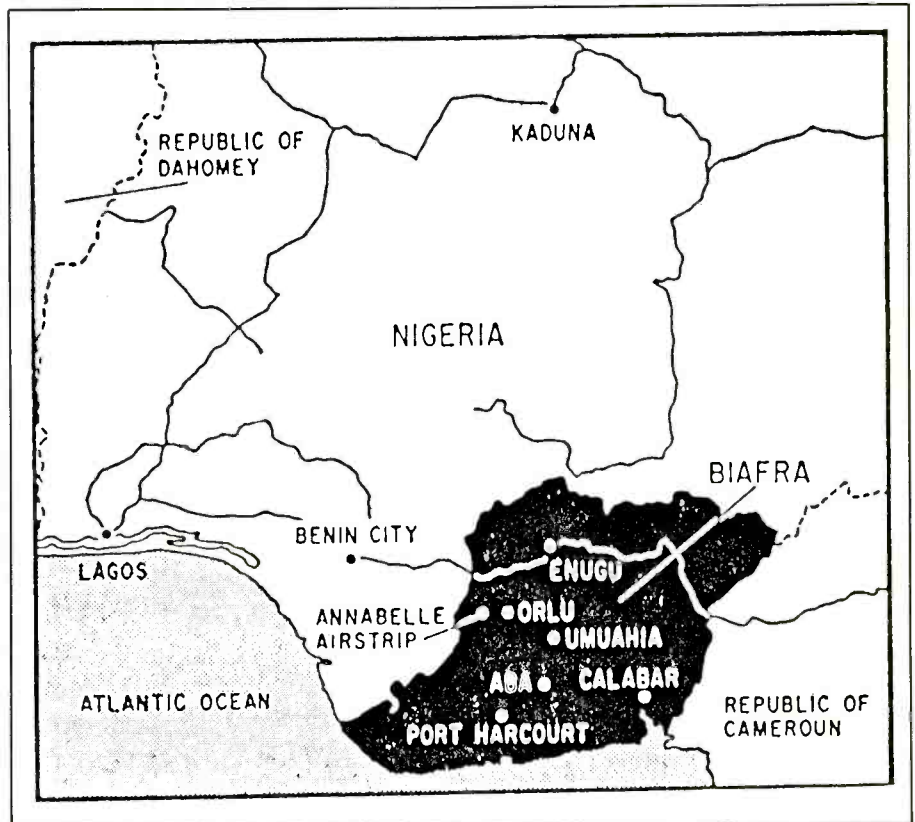 REPUBLIC OF
DAHOMEY
KADUNA
NIGERIA
BIAFRA
BENIN CITY
LAGOS
ENUGU
ANNABELLE
AIRSTRIP
ORLU
UMUAHIA
ABA
CALABAR
PORT HARCOURT
ATLANTIC OCEAN
REPUBLIC OF
CAMEROUN